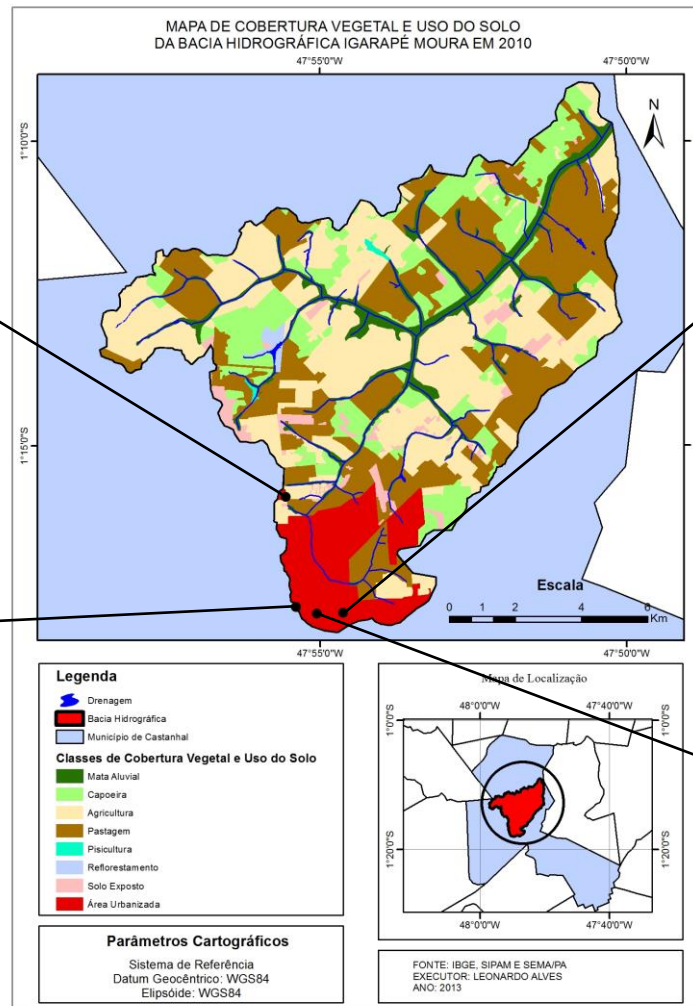 MAPA DE COBERTURA VEGETAL E USO DO SOLO
DA BACIA HIDROGRÁFICA IGARAPÉ MOURA EM 2010
47°55'0"W
47°50'0"W
N
1°10'0"S
1°15'0"S
Escala
0 1 2 4 6
Km
47°55'0"W
47°50'0"W
Legenda
Drenagem
Bacia Hidrográfica
Município de Castanhal
Classes de Cobertura Vegetal e Uso do Solo
Mata Aluvial
Capoeira
Agricultura
Pastagem
Pisicultura
Reflorestamento
Solo Exposto
Área Urbanizada
Mapa de Localização
48°0'0"W
47°40'0"W
1°0'0"S
1°0'0"S
1°20'0"S
1°20'0"S
48°0'0"W
47°40'0"W
Parâmetros Cartográficos
Sistema de Referência
Datum Geocêntrico: WGS84
Elipsóide: WGS84
FONTE: IBGE, SIPAM E SEMA/PA
EXECUTOR: LEONARDO ALVES
ANO: 2013